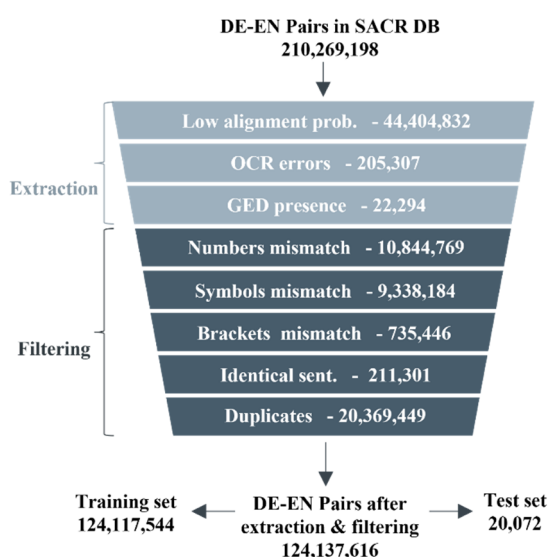 DE-EN Pairs in SACR DB
210,269,198
Low alignment prob. - 44,404,832
OCR errors - 205,307
GED presence - 22,294
Extraction
Numbers mismatch - 10,844,769
Symbols mismatch - 9,338,184
Brackets mismatch - 735,446
Identical sent. - 211,301
Duplicates - 20,369,449
Filtering
Training set
124,117,544
DE-EN Pairs after
extraction & filtering
124,137,616
Test set
20,072